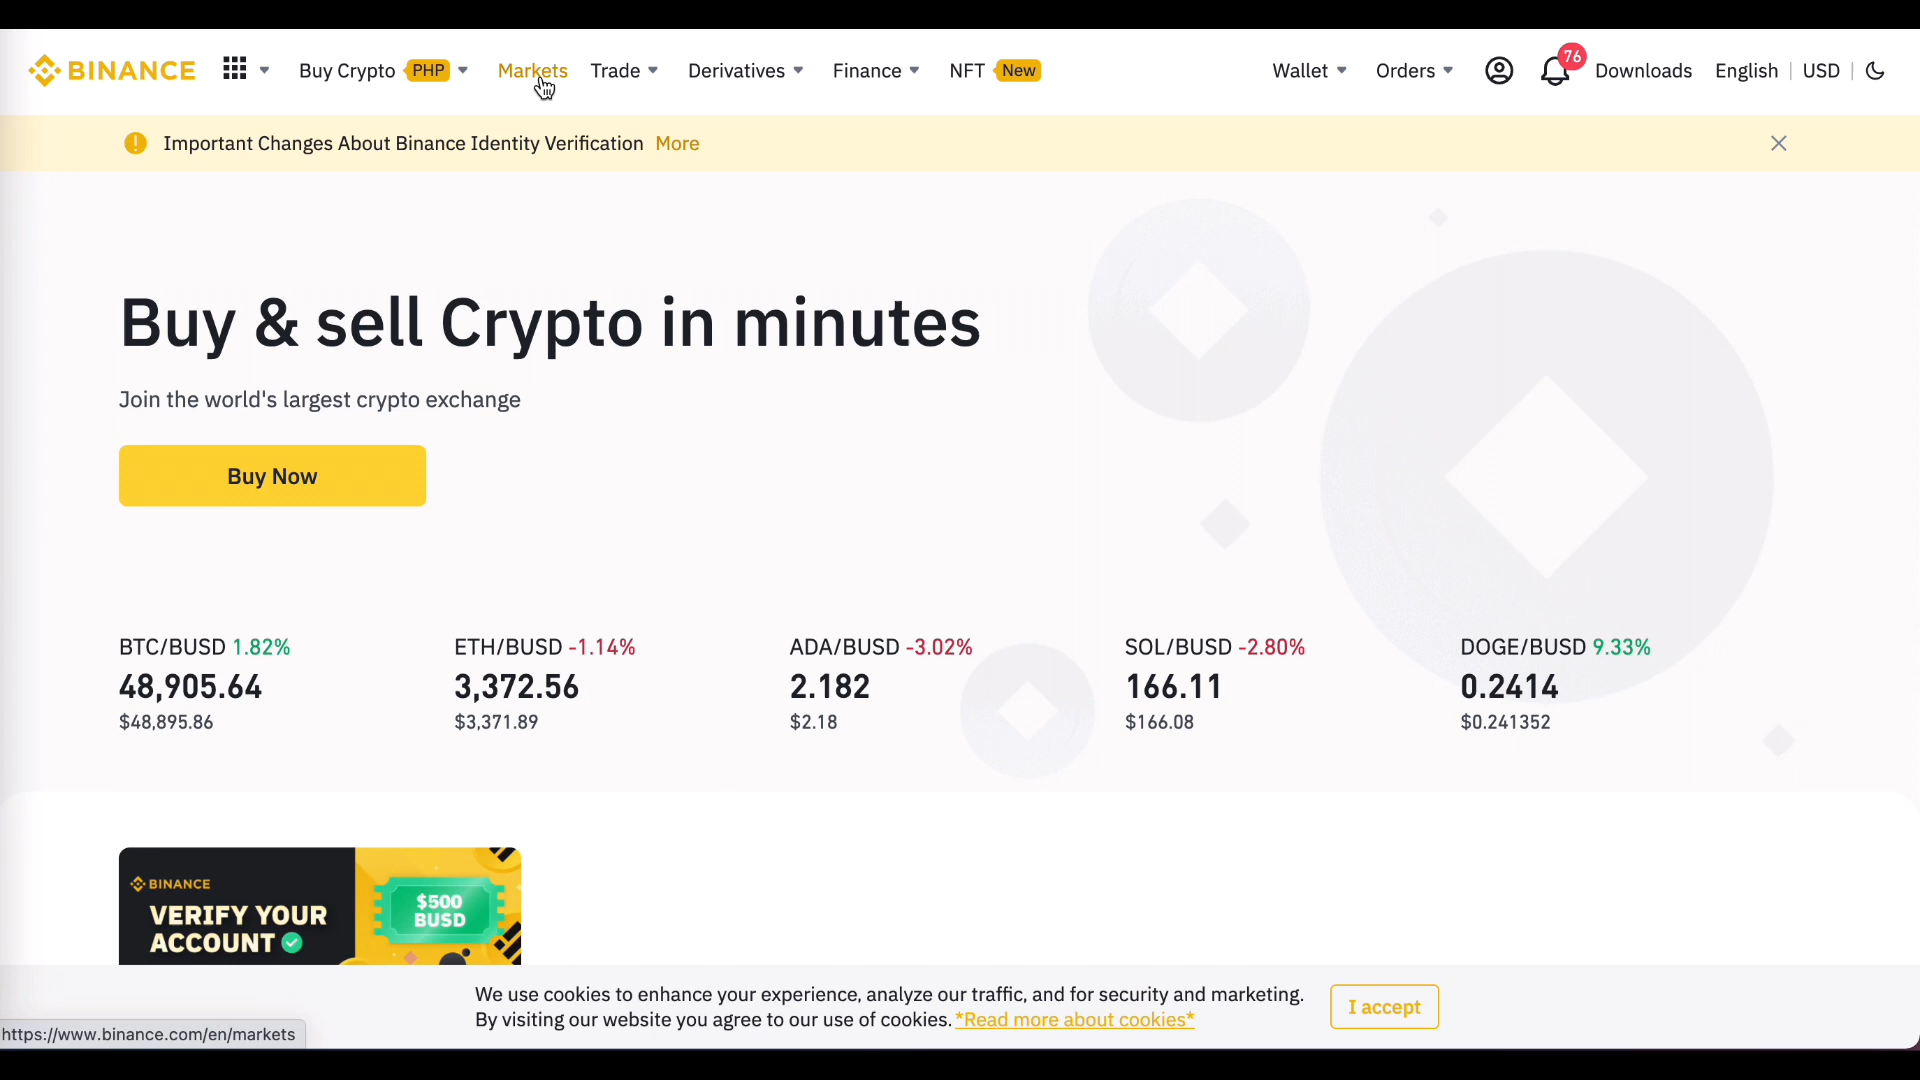 BINANCE
Buy Crypto PHP Markets Trade Derivatives Finance NFT New
Wallet Orders 76 Downloads English USD
Important Changes About Binance Identity Verification More
Buy & sell Crypto in minutes
Join the world's largest crypto exchange
Buy Now
BTC/BUSD 1.82%
48,905.64
$48,895.86
ETH/BUSD -1.14%
3,372.56
$3,371.89
ADA/BUSD -3.02%
2.182
$2.18
SOL/BUSD -2.80%
166.11
$166.08
DOGE/BUSD 9.33%
0.2414
$0.241352
BINANCE
VERIFY YOUR
ACCOUNT
$500
BUSD
We use cookies to enhance your experience, analyze our traffic, and for security and marketing.
By visiting our website you agree to our use of cookies. *Read more about cookies*
I accept
https://www.binance.com/en/markets